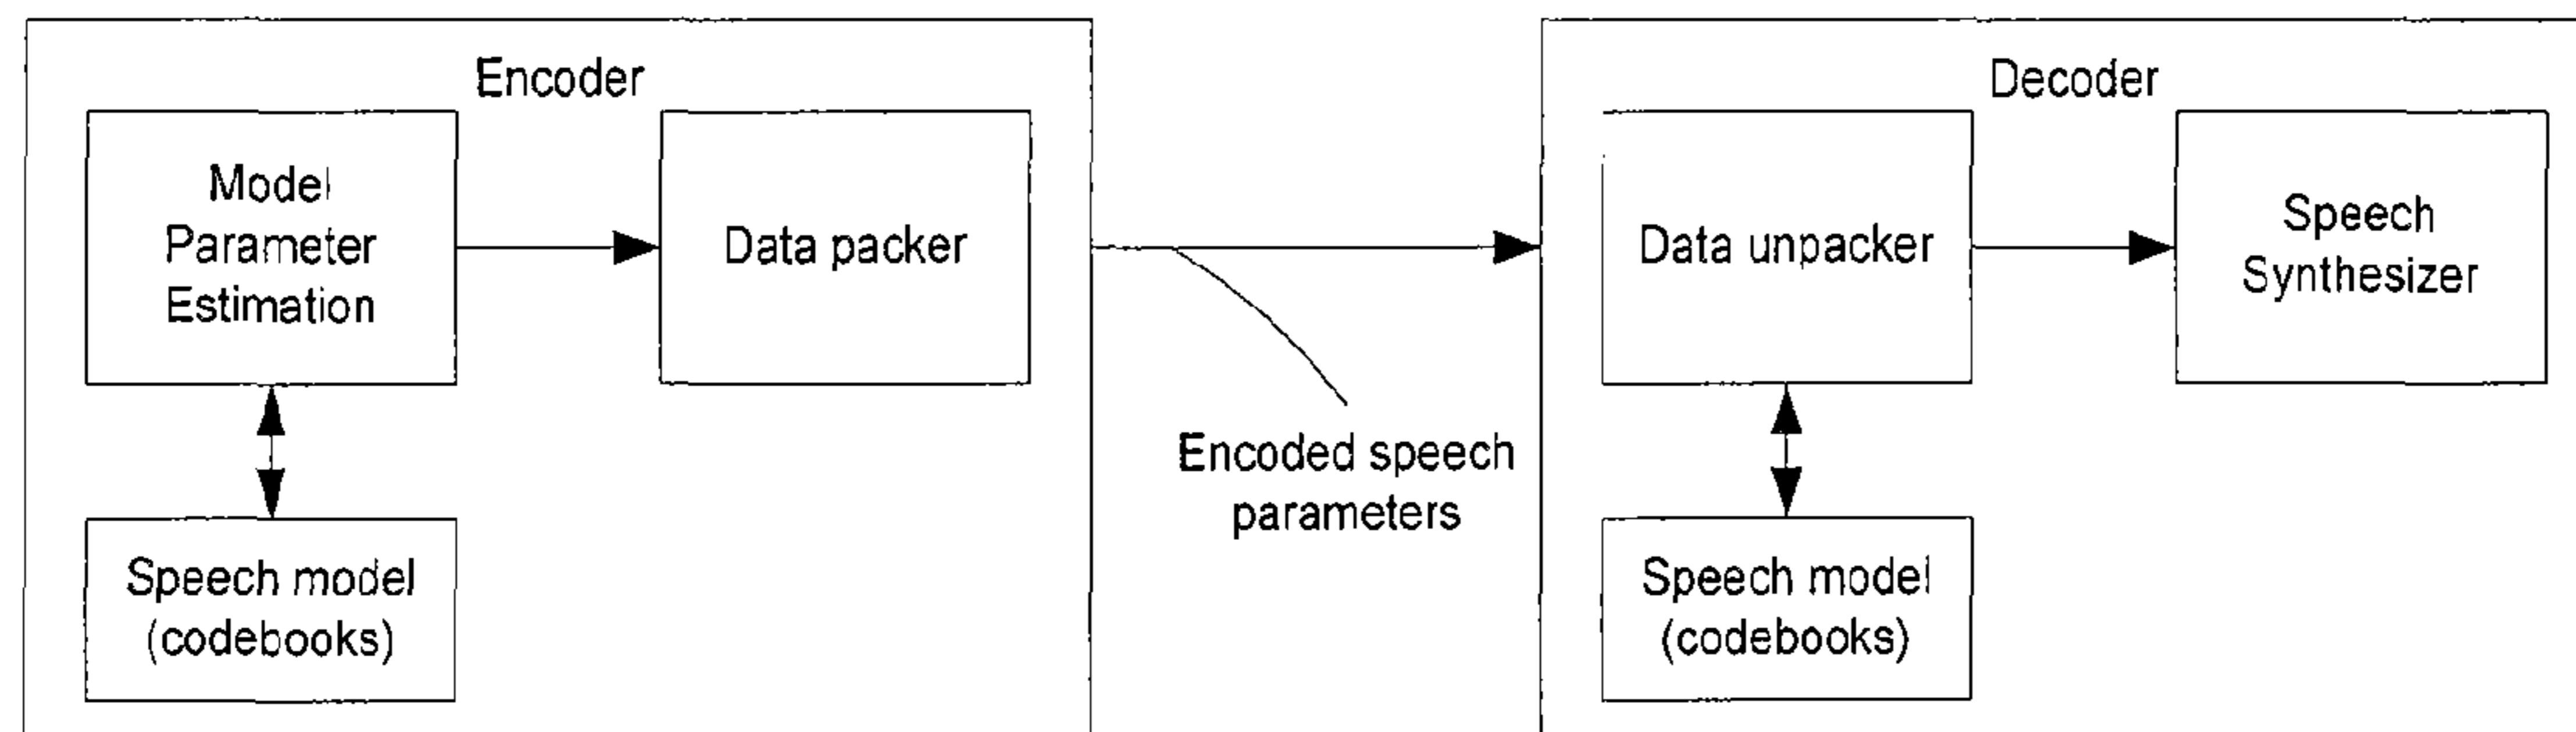 Encoder
Model
Parameter
Estimation
Data packer
Speech model
(codebooks)
Encoded speech
parameters
Decoder
Data unpacker
Speech
Synthesizer
Speech model
(codebooks)